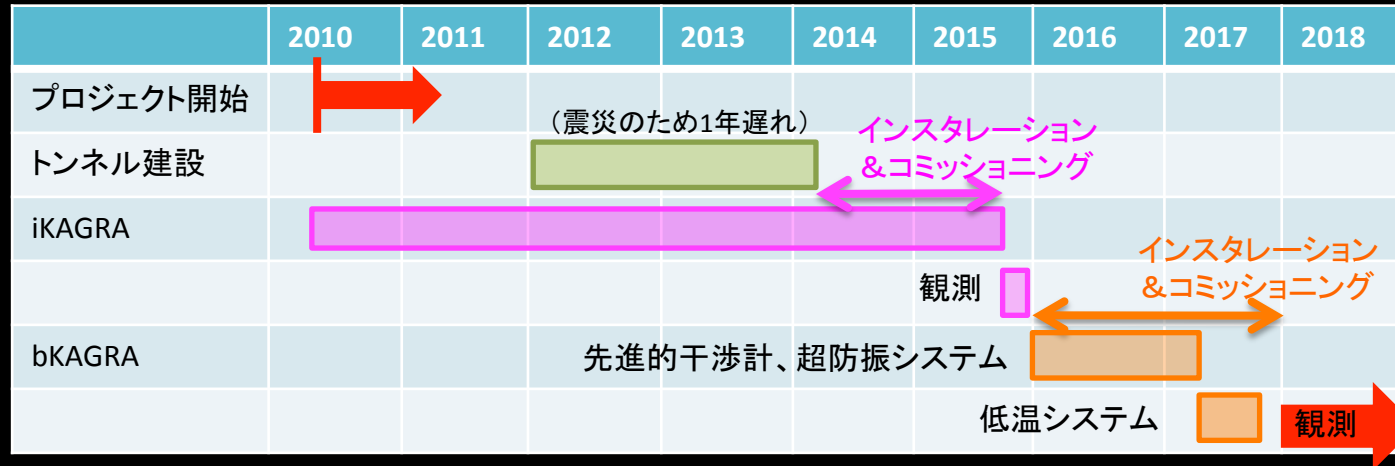 2010 2011 2012 2013 2014 2015 2016 2017 2018
プロジェクト開始
（震災のため1年遅れ）
インスタレーション
＆コミッショニング
トンネル建設
iKAGRA
インスタレーション
＆コミッショニング
観測
bKAGRA
先進的干渉計、超防振システム
低温システム
観測